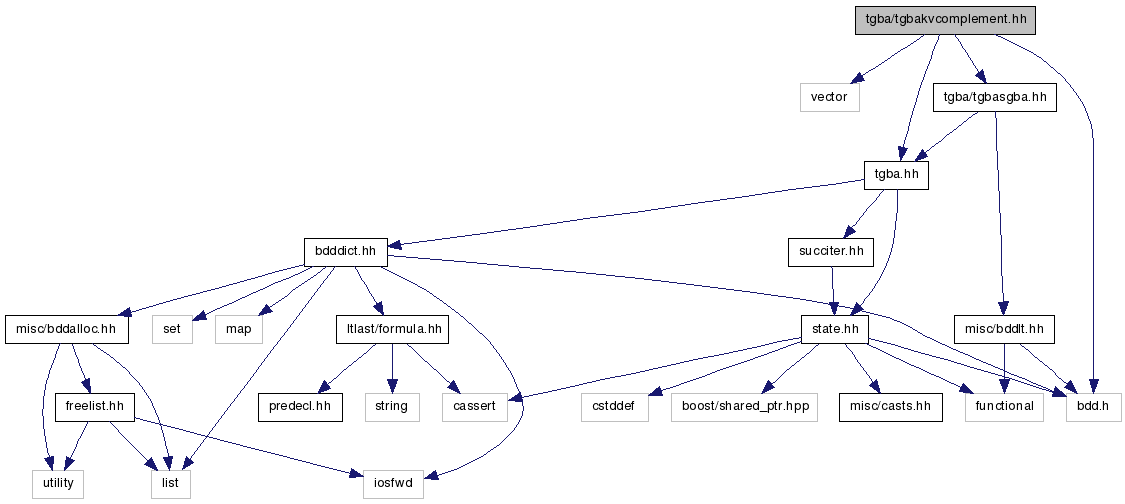 tgba/tgbakvcomplement.hh
vector
tgba/tgbasgba.hh
tgba.hh
bdddict.hh
succiter.hh
misc/bddalloc.hh
set
map
ltlast/formula.hh
state.hh
misc/bddlt.hh
freelist.hh
predecl.hh
string
cassert
cstddef
boost/shared_ptr.hpp
misc/casts.hh
functional
bdd.h
utility
list
iosfwd